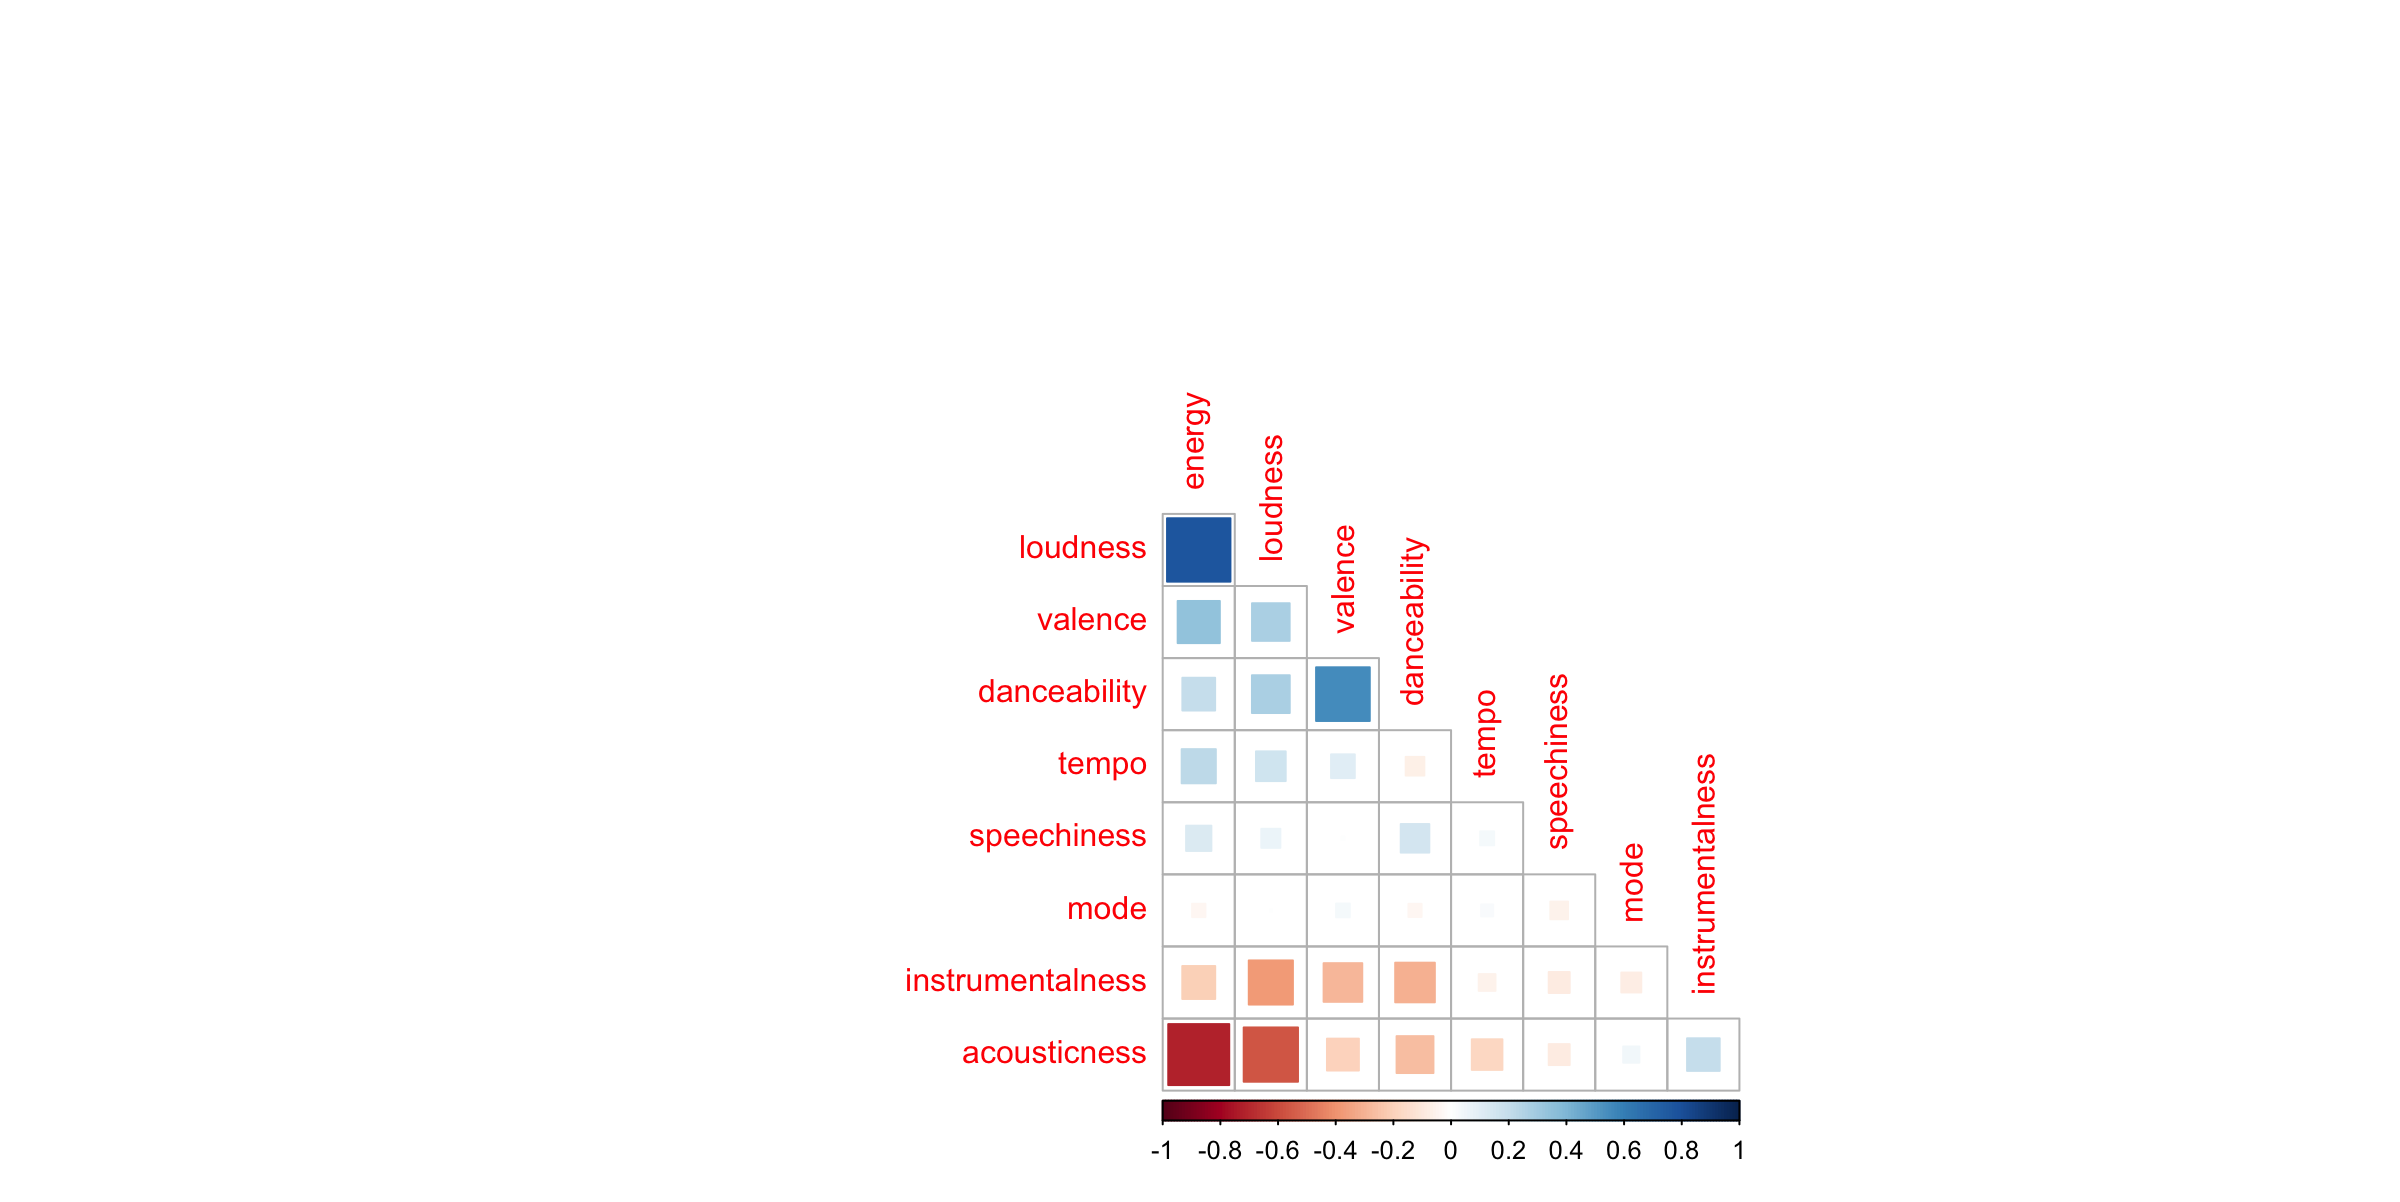 energy
loudness
valence
danceability
tempo
speechiness
mode
instrumentalness
loudness
valence
danceability
tempo
speechiness
mode
instrumentalness
acousticness
-1 -0.8 -0.6 -0.4 -0.2 0 0.2 0.4 0.6 0.8 1